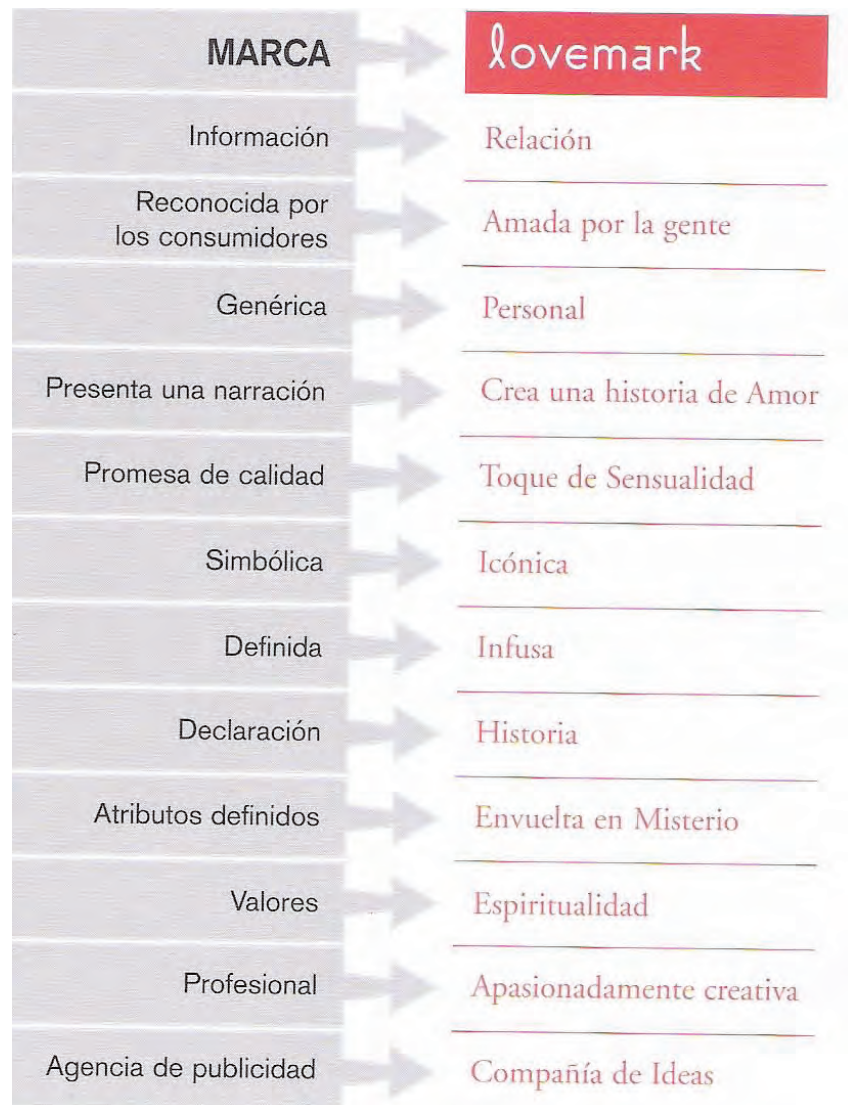 MARCA lovemark
Información Relación
Reconocida por
los consumidores Amada por la gente
Genérica Personal
Presenta una narración Crea una historia de Amor
Promesa de calidad Toque de Sensualidad
Simbólica Icónica
Definida Infusa
Declaración Historia
Atributos definidos Envuelta en Misterio
Valores Espiritualidad
Profesional Apasionadamente creativa
Agencia de publicidad Compañía de Ideas